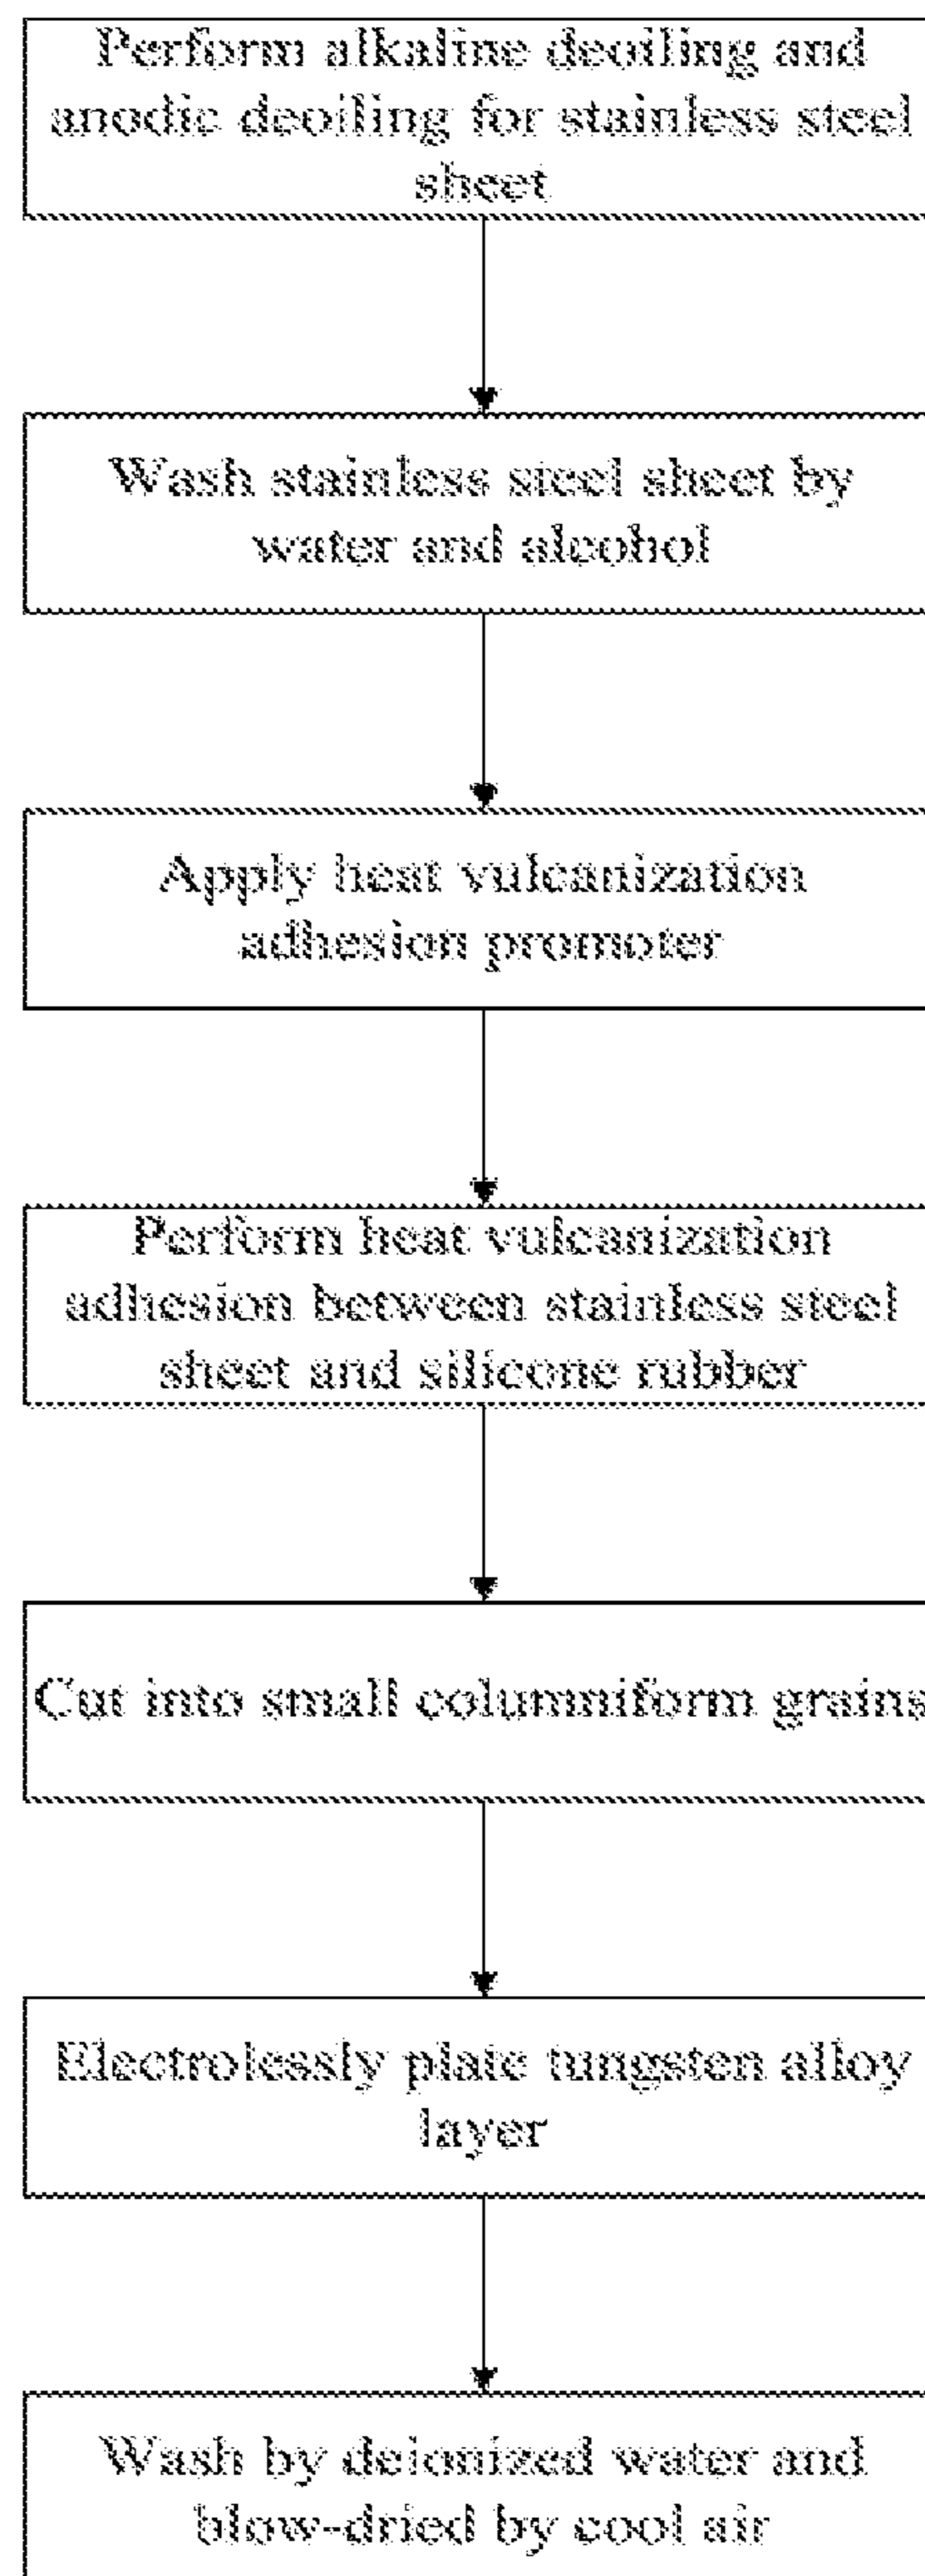 Perform alkaline deoiling and
anodic deoiling for stainless steel
sheet
Wash stainless steel sheet by
water and alcohol
Apply heat vulcanization
adhesion promoter
Perform heat vulcanization
adhesion between stainless steel
sheet and silicone rubber
Cut into small columniform grains
Electrolessly plate tungsten alloy
layer
Wash by deionized water and
blow-dried by cool air